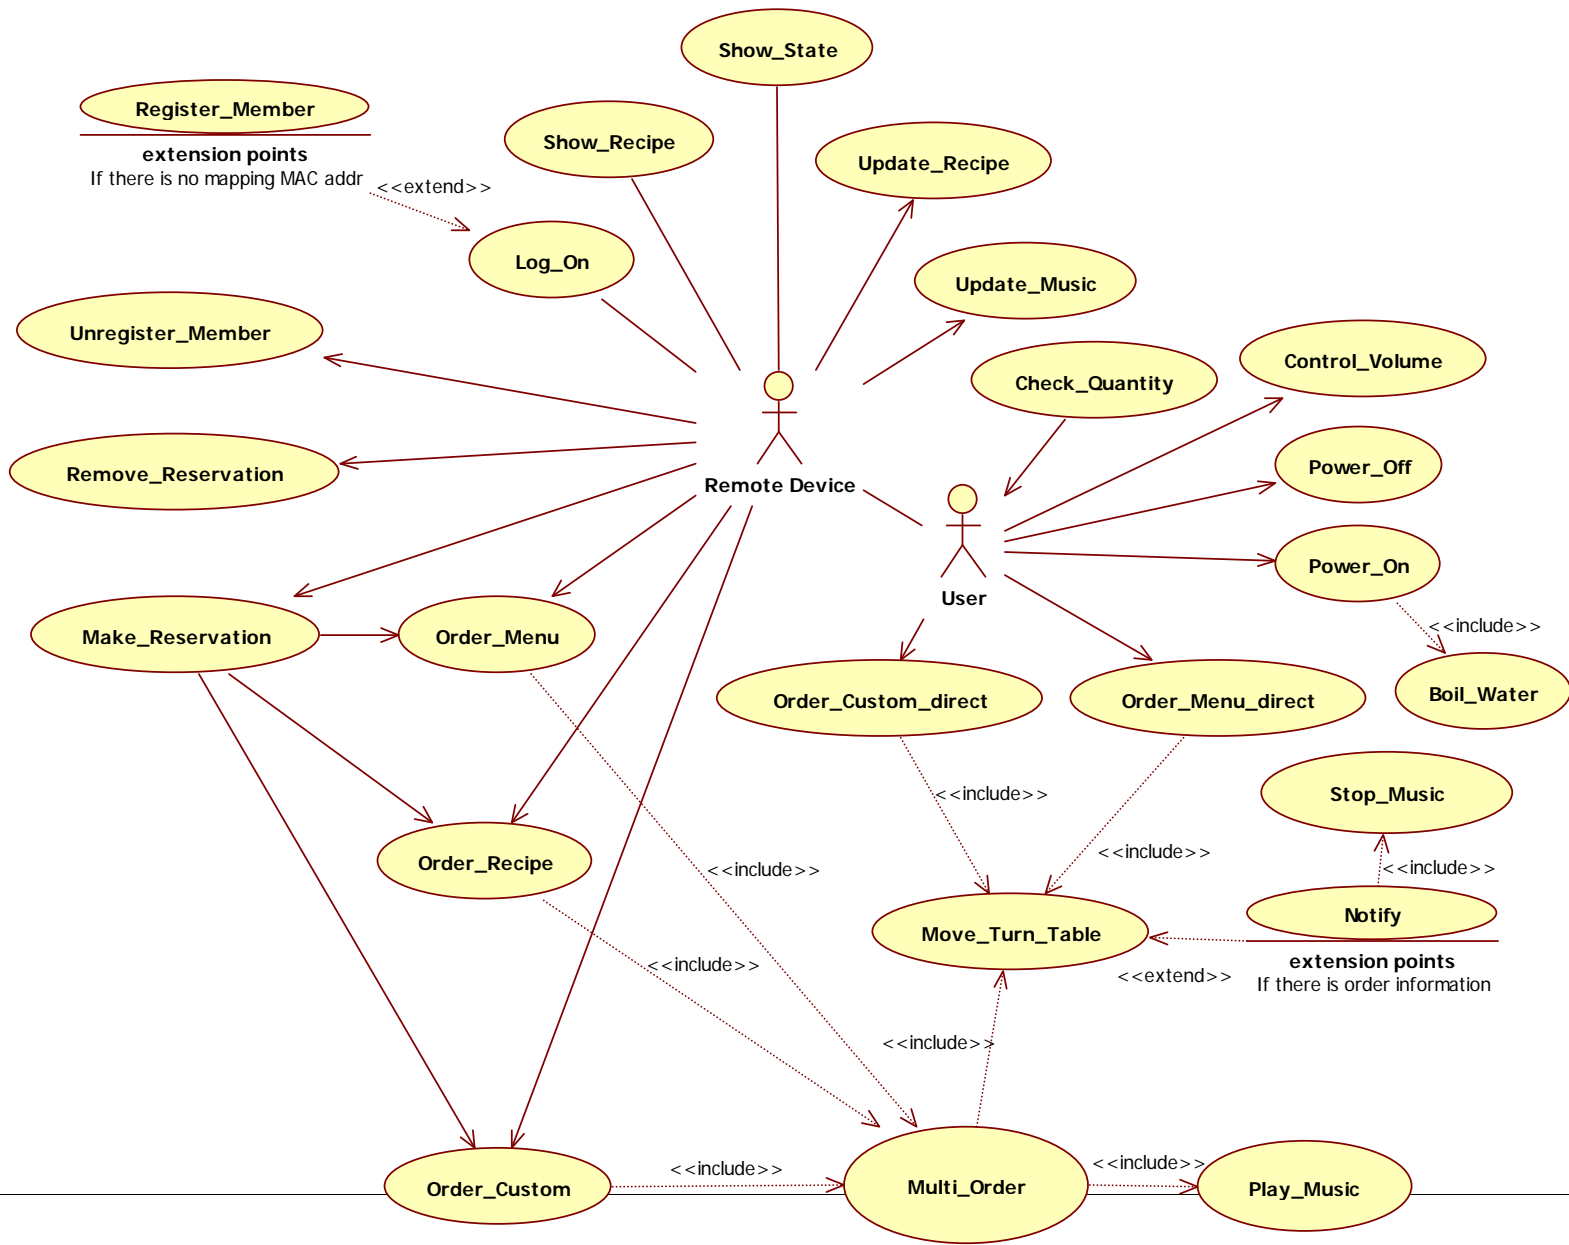 Show_State
Register_Member
extension points
If there is no mapping MAC addr
<<extend>>
Show_Recipe
Update_Recipe
Log_On
Update_Music
Unregister_Member
Control_Volume
Check_Quantity
Remove_Reservation
Power_Off
Remote Device
Power_On
User
<<include>>
Make_Reservation
Order_Menu
Order_Custom_direct
Order_Menu_direct
Boil_Water
<<include>>
Stop_Music
<<include>>
<<include>>
<<include>>
Order_Recipe
Notify
Move_Turn_Table
<<include>>
extension points
If there is order information
<<extend>>
<<include>>
<<include>>
<<include>>
Order_Custom
Multi_Order
Play_Music